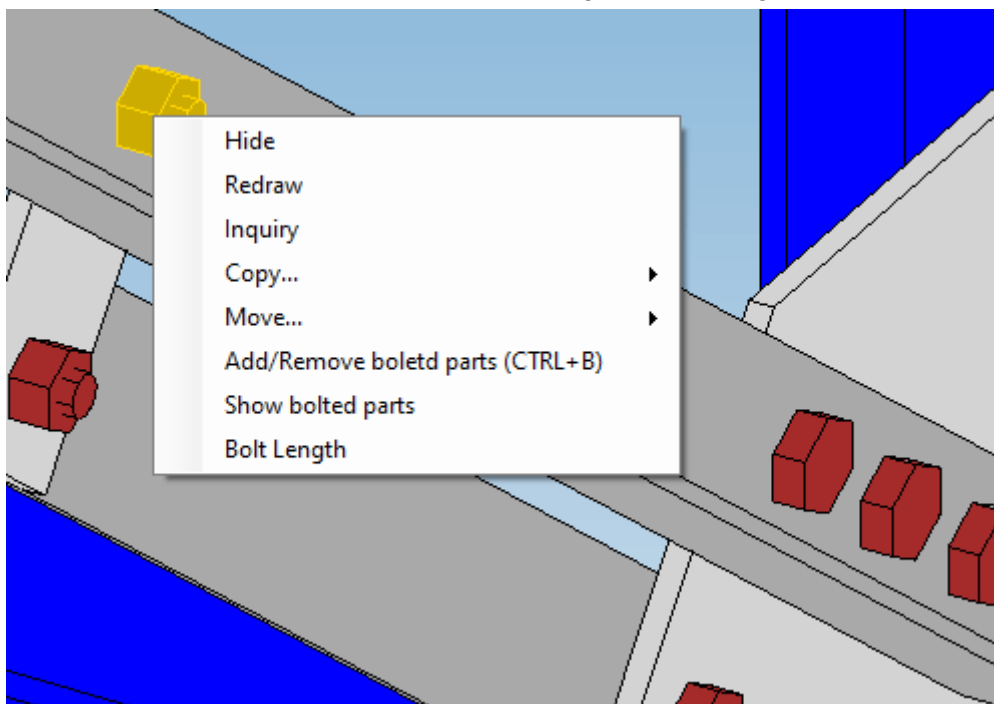 Hide
Redraw
Inquiry
Copy...
Move...
Add/Remove boletd parts (CTRL+B)
Show bolted parts
Bolt Length